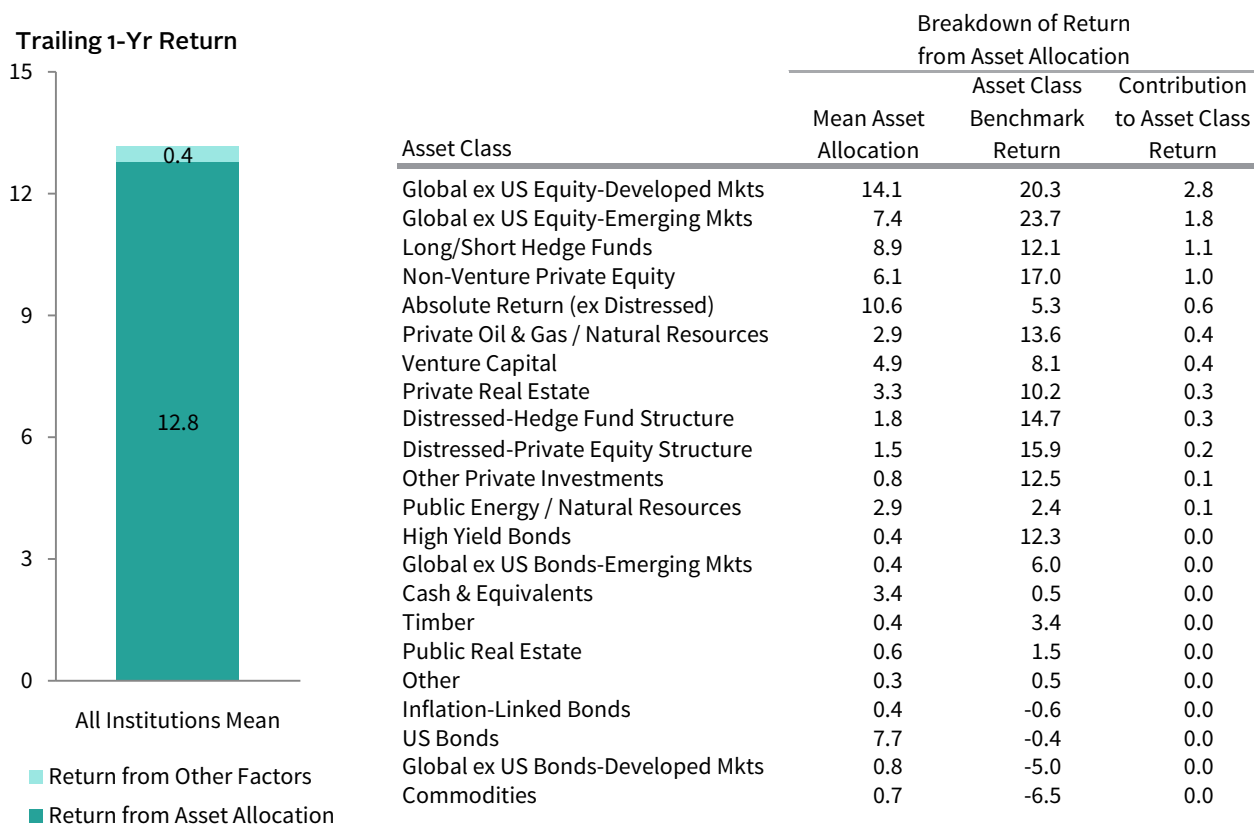 Trailing 1-Yr Return
15
12
9
6
3
0
0.4
12.8
All Institutions Mean
Return from Other Factors
Return from Asset Allocation
Breakdown of Return
from Asset Allocation
Asset Class Contribution
Mean Asset Benchmark to Asset Class
Asset Class Allocation Return Return
Global ex US Equity-Developed Mkts 14.1 20.3 2.8
Global ex US Equity-Emerging Mkts 7.4 23.7 1.8
Long/Short Hedge Funds 8.9 12.1 1.1
Non-Venture Private Equity 6.1 17.0 1.0
Absolute Return (ex Distressed) 10.6 5.3 0.6
Private Oil & Gas / Natural Resources 2.9 13.6 0.4
Venture Capital 4.9 8.1 0.4
Private Real Estate 3.3 10.2 0.3
Distressed-Hedge Fund Structure 1.8 14.7 0.3
Distressed-Private Equity Structure 1.5 15.9 0.2
Other Private Investments 0.8 12.5 0.1
Public Energy / Natural Resources 2.9 2.4 0.1
High Yield Bonds 0.4 12.3 0.0
Global ex US Bonds-Emerging Mkts 0.4 6.0 0.0
Cash & Equivalents 3.4 0.5 0.0
Timber 0.4 3.4 0.0
Public Real Estate 0.6 1.5 0.0
Other 0.3 0.5 0.0
Inflation-Linked Bonds 0.4 -0.6 0.0
US Bonds 7.7 -0.4 0.0
Global ex US Bonds-Developed Mkts 0.8 -5.0 0.0
Commodities 0.7 -6.5 0.0